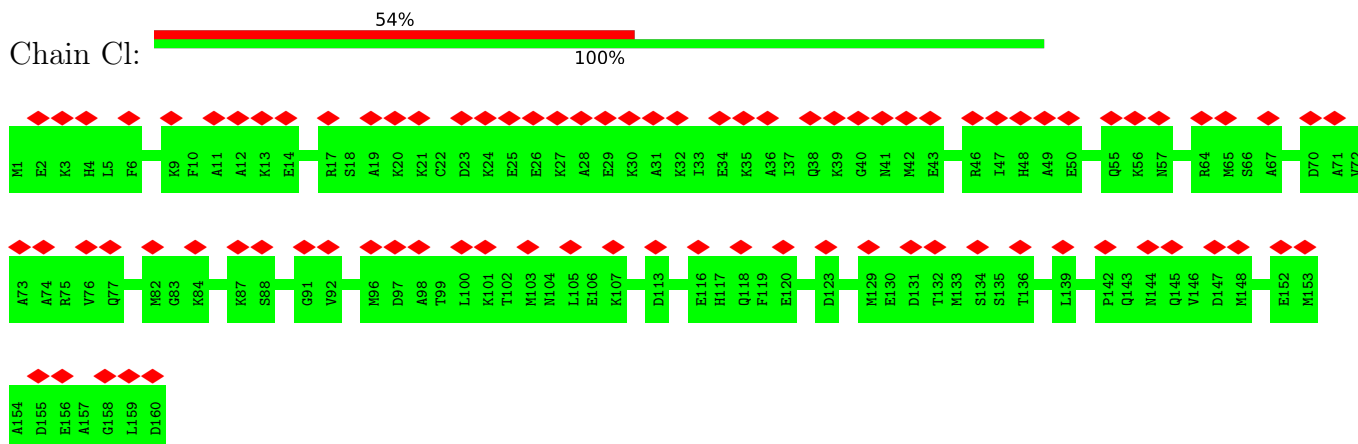 54%
Chain Cl:
100%
M1 E2 K3 H4 L5 F6 K9 F10 A11 A12 K13 E14 R17 S18 A19 K20 K21 C22 D23 K24 E25 E26 K27 A28 E29 K30 A31 K32 I33 E34 K35 A36 I37 Q38 K39 G40 N41 M42 E43 R46 I47 H48 A49 E50 Q55 K56 N57 R64 M65 S66 A67 D70 A71 V72
A73 A74 R75 V76 Q77 M82 G83 K84 K87 S88 G91 V92 M96 D97 A98 T99 L100 K101 T102 M103 N104 L105 E106 K107 D113 E116 H117 Q118 F119 E120 D123 M129 E130 D131 T132 M133 S134 S135 T136 L139 P142 Q143 N144 Q145 V146 D147 M148 E152 M153
A154 D155 E156 A157 G158 L159 D160